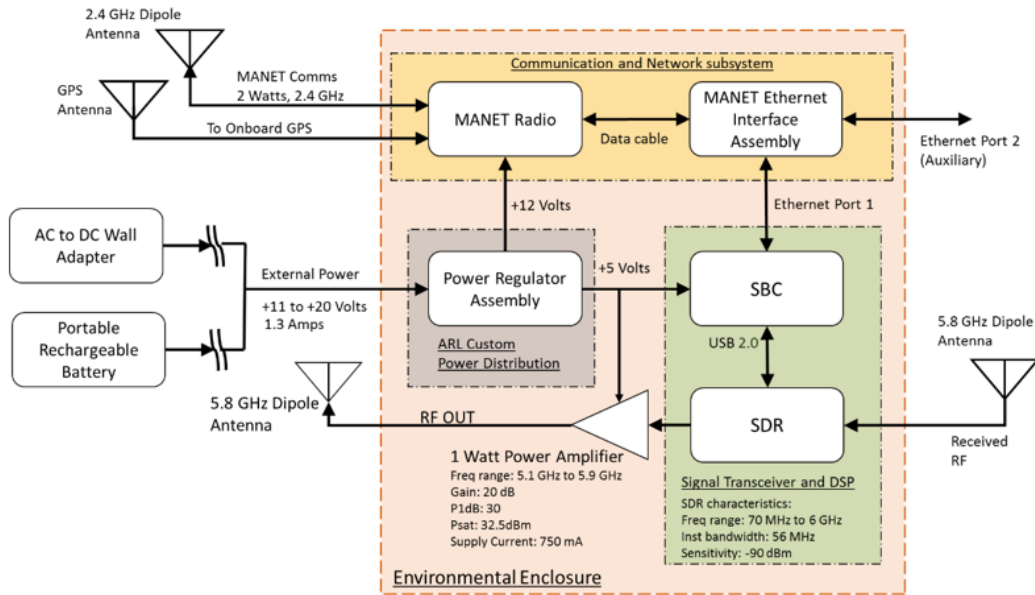 2.4 GHz Dipole
Antenna
GPS
Antenna
MANET Comms
2 Watts, 2.4 GHz
To Onboard GPS
Communication and Network subsystem
MANET Radio
Data cable
MANET Ethernet
Interface
Assembly
Ethernet Port 2
(Auxiliary)
+12 Volts
Ethernet Port 1
AC to DC Wall
Adapter
Portable
Rechargeable
Battery
External Power
+11 to +20 Volts
1.3 Amps
Power Regulator
Assembly
ARL Custom
Power Distribution
+5 Volts
SBC
USB 2.0
SDR
5.8 GHz Dipole
Antenna
Received
RF
5.8 GHz Dipole
Antenna
RF OUT
1 Watt Power Amplifier
Freq range: 5.1 GHz to 5.9 GHz
Gain: 20 dB
P1dB: 30
Psat: 32.5dBm
Supply Current: 750 mA
Signal Transceiver and DSP
SDR characteristics:
Freq range: 70 MHz to 6 GHz
Inst bandwidth: 56 MHz
Sensitivity: -90 dBm
Environmental Enclosure